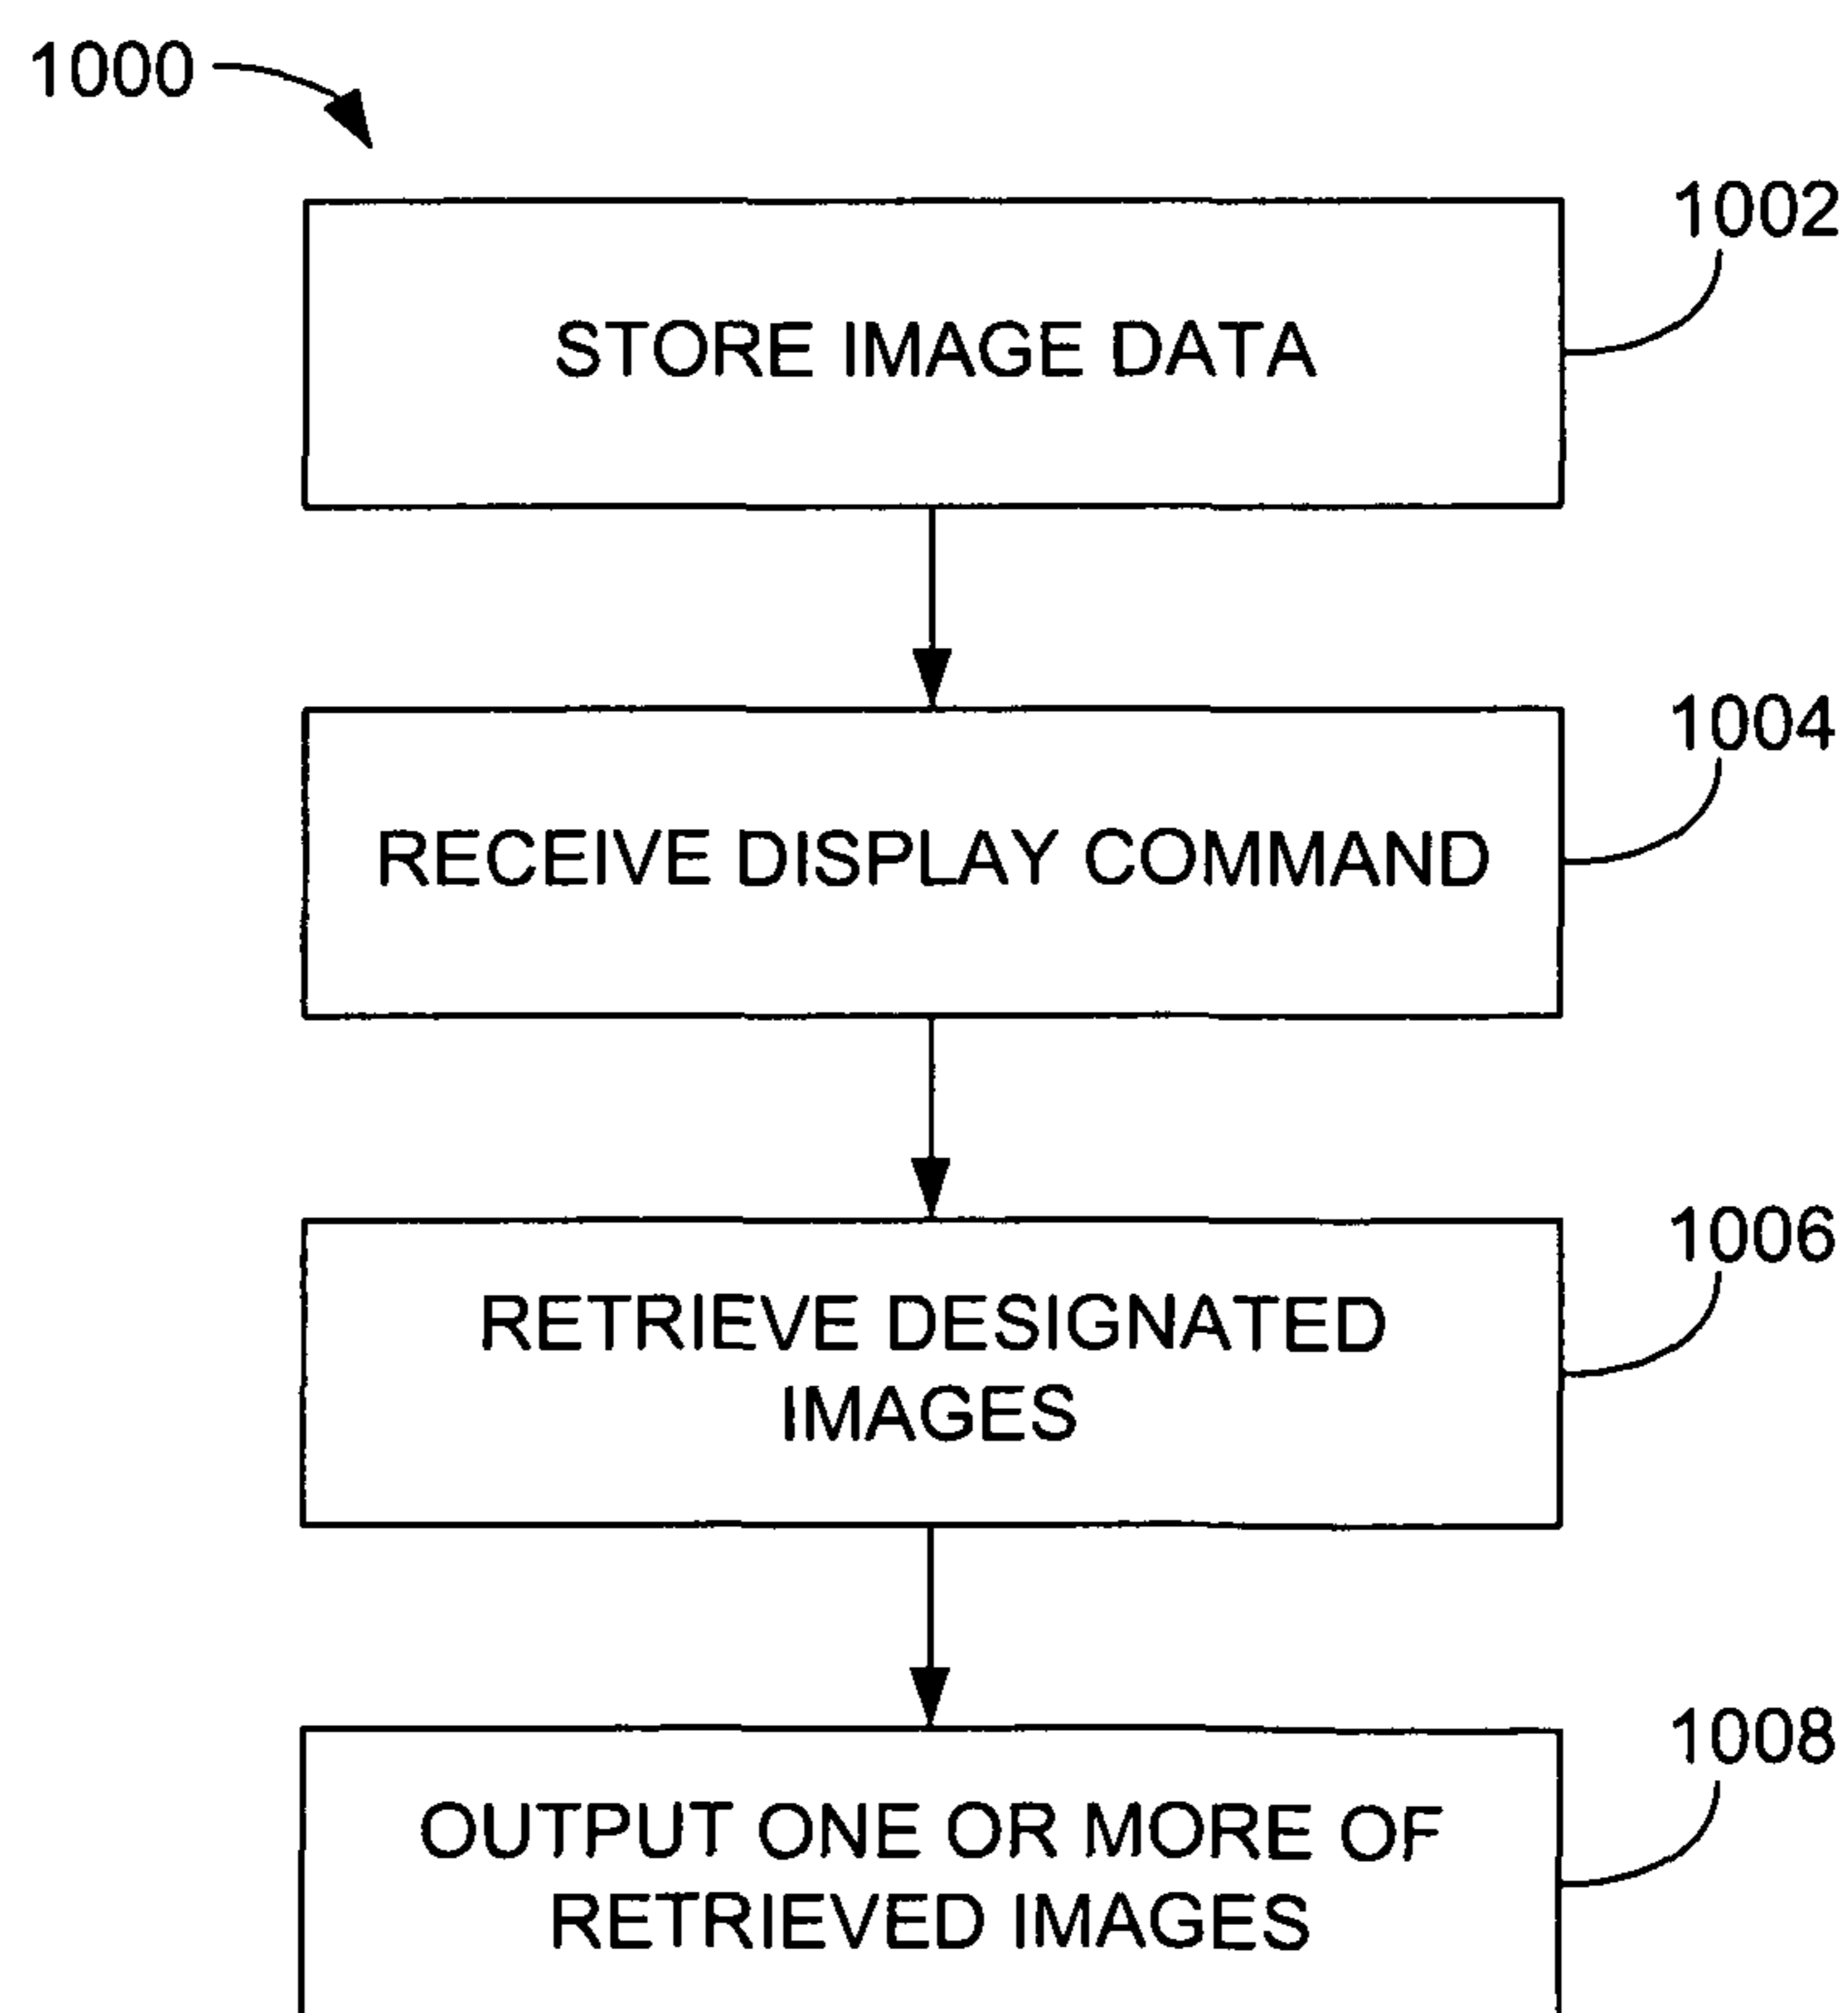 1000
1002
STORE IMAGE DATA
1004
RECEIVE DISPLAY COMMAND
1006
RETRIEVE DESIGNATED
IMAGES
1008
OUTPUT ONE OR MORE OF
RETRIEVED IMAGES